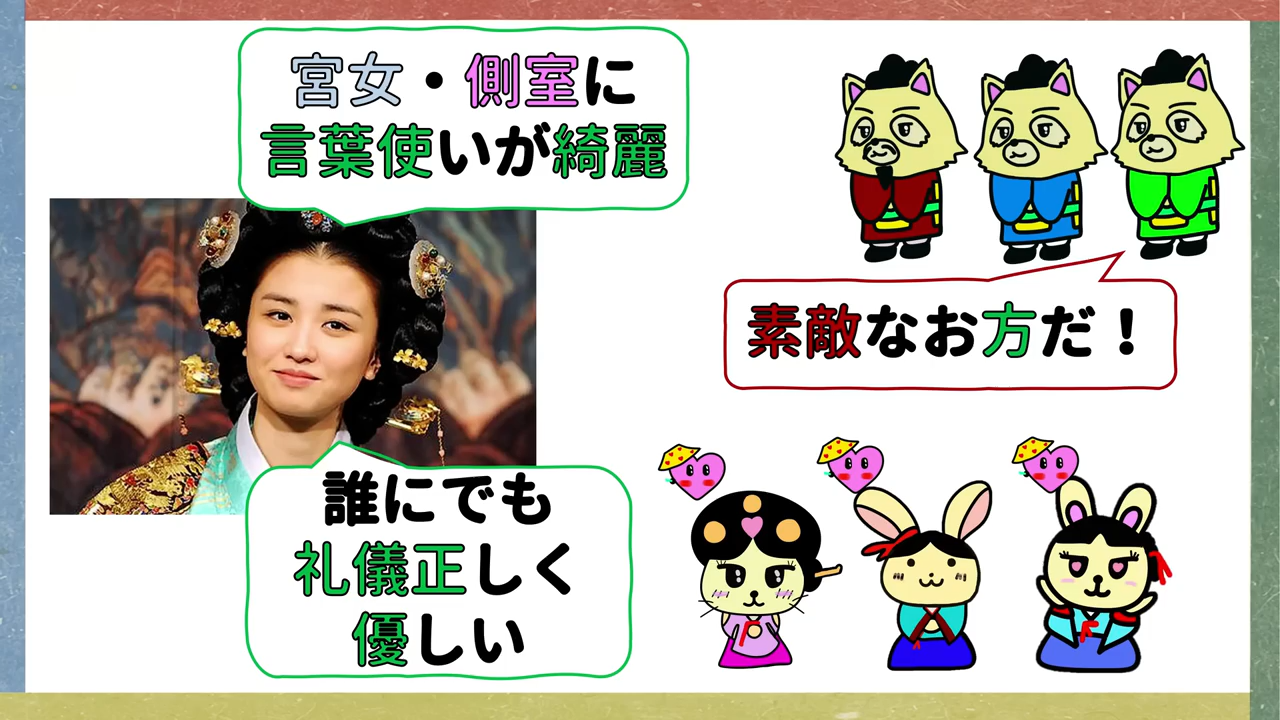 宮女・側室に
言葉使いが綺麗
素敵なお方だ！
誰にでも
礼儀正しく
優しい